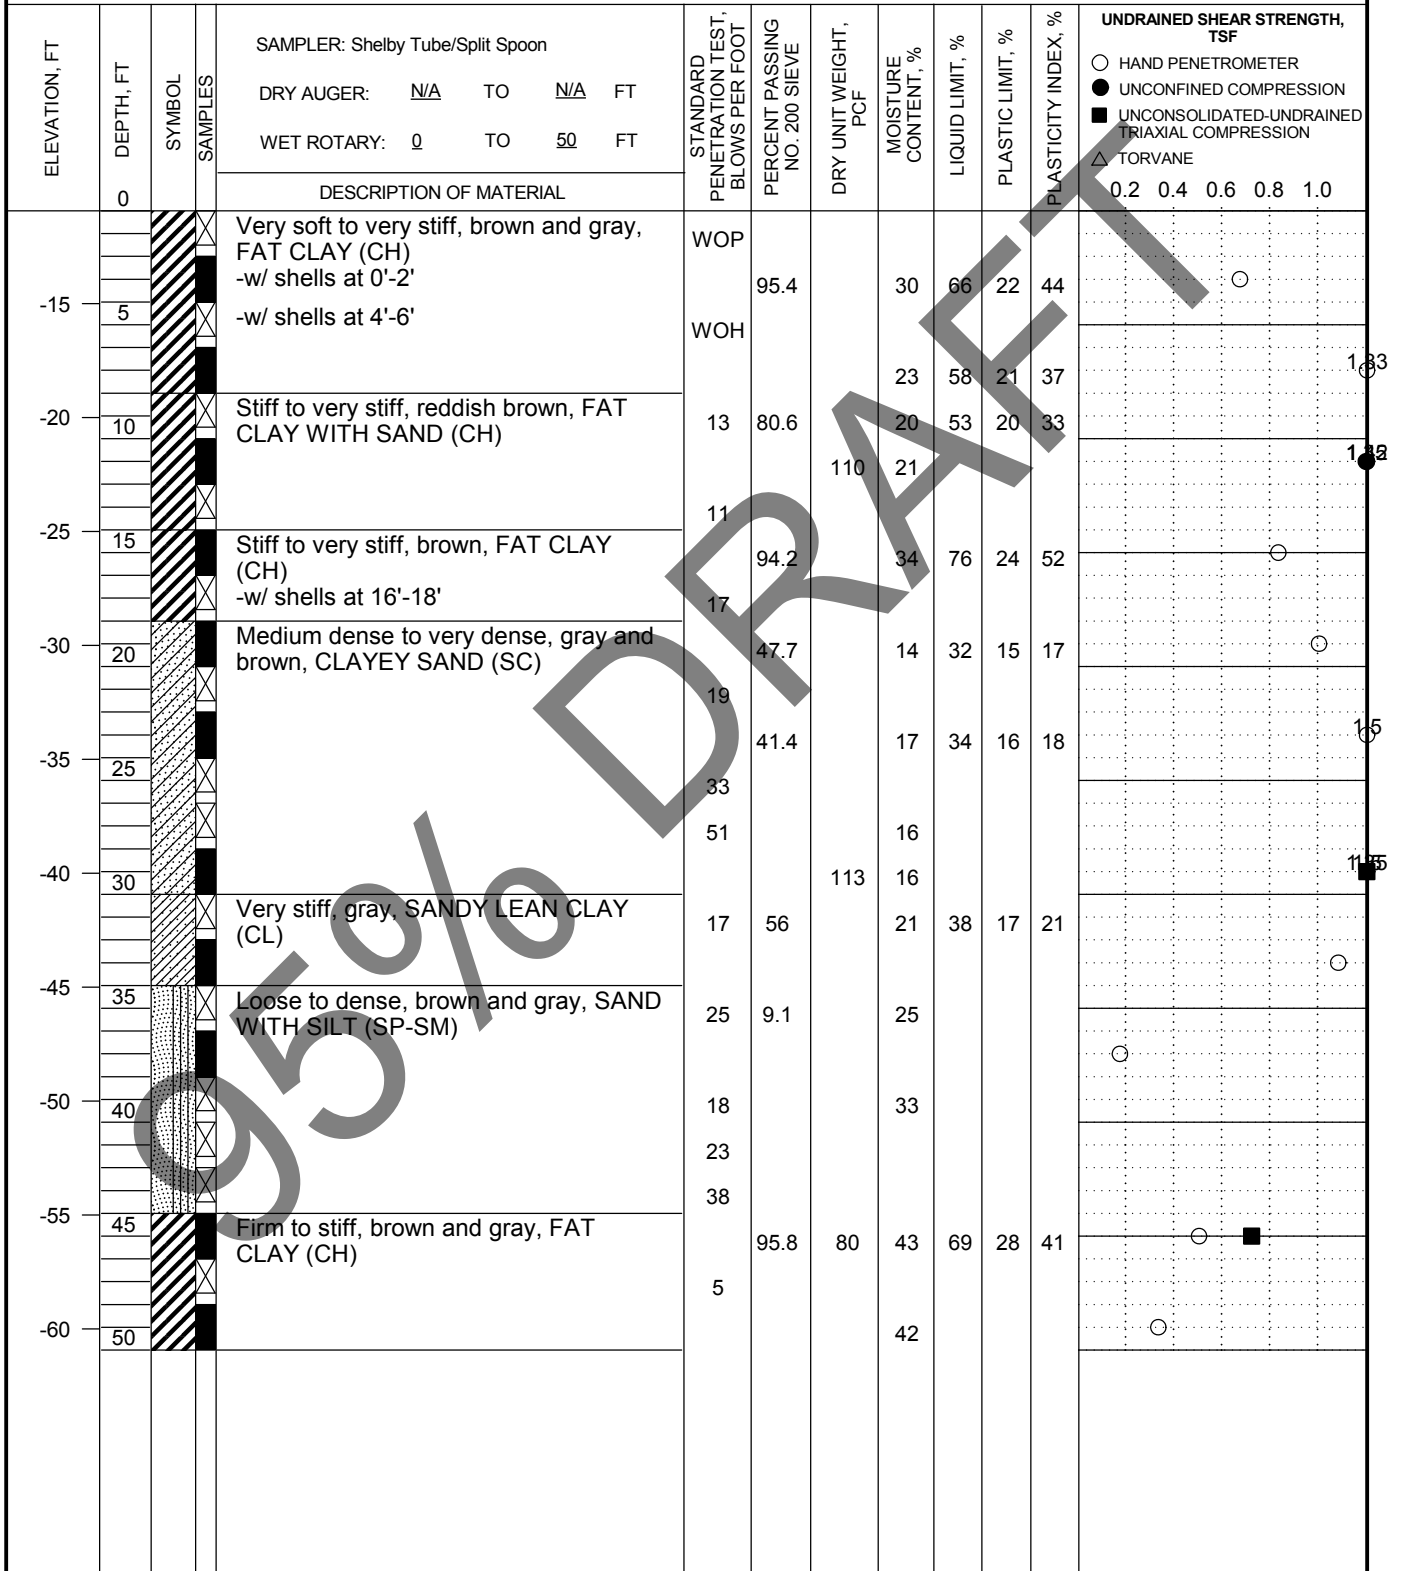 ELEVATION, FT
DEPTH, FT
SYMBOL
SAMPLES
SAMPLER: Shelby Tube/Split Spoon
DRY AUGER: N/A TO N/A FT
WET ROTARY: 0 TO 50 FT
DESCRIPTION OF MATERIAL
STANDARD
PENETRATION TEST,
BLOWS PER FOOT
PERCENT PASSING
NO. 200 SIEVE
DRY UNIT WEIGHT,
PCF
MOISTURE
CONTENT, %
LIQUID LIMIT, %
PLASTIC LIMIT, %
PLASTICITY INDEX, %
UNDRAINED SHEAR STRENGTH,
TSF
HAND PENETROMETER
UNCONFINED COMPRESSION
UNCONSOLIDATED-UNDRAINED
TRIAXIAL COMPRESSION
TORVANE
0.2 0.4 0.6 0.8 1.0
0
Very soft to very stiff, brown and gray,
FAT CLAY (CH)
WOP
-w/ shells at 0'-2'
95.4 30 66 22 44
-15
5
-w/ shells at 4'-6'
WOH
1.33
23 58 21 37
-20
10
Stiff to very stiff, reddish brown, FAT
CLAY WITH SAND (CH)
13 80.6 20 53 20 33
110 21
11
-25
15
Stiff to very stiff, brown, FAT CLAY
(CH)
94.2 34 76 24 52
-w/ shells at 16'-18'
17
-30
20
Medium dense to very dense, gray and
brown, CLAYEY SAND (SC)
47.7 14 32 15 17
19
1.5
41.4 17 34 16 18
-35
25
33
51 16
-40
30
113 16
Very stiff, gray, SANDY LEAN CLAY
(CL)
17 56 21 38 17 21
-45
35
Loose to dense, brown and gray, SAND
WITH SILT (SP-SM)
25 9.1 25
-50
40
18 33
23
38
-55
45
Firm to stiff, brown and gray, FAT
CLAY (CH)
95.8 80 43 69 28 41
5
-60
50
42
95% DRAFT